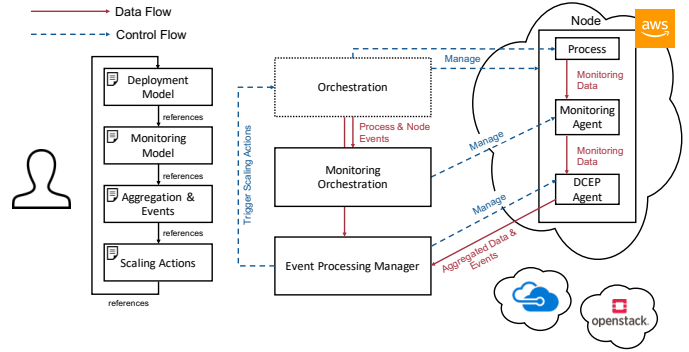 Data Flow
Control Flow
Deployment
Model
references
Monitoring
Model
references
Aggregation &
Events
references
Scaling Actions
references
Trigger Scaling Actions
Orchestration
Process & Node
Events
Monitoring
Orchestration
Event Processing Manager
Manage
Manage
Manage
Aggregated Data &
Events
Node
Process
Monitoring
Data
Monitoring
Agent
Monitoring
Data
DCEP
Agent
aws
openstack.